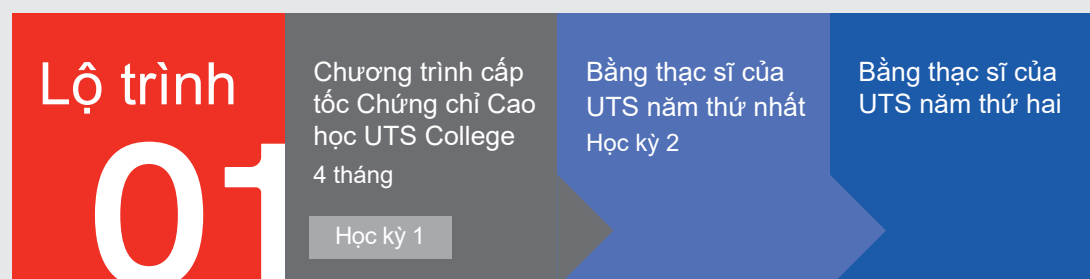 Lộ trình
01
Chương trình cấp
tốc Chứng chỉ Cao
học UTS College
4 tháng
Học kỳ 1
Bằng thạc sĩ của
UTS năm thứ nhất
Học kỳ 2
Bằng thạc sĩ của
UTS năm thứ hai